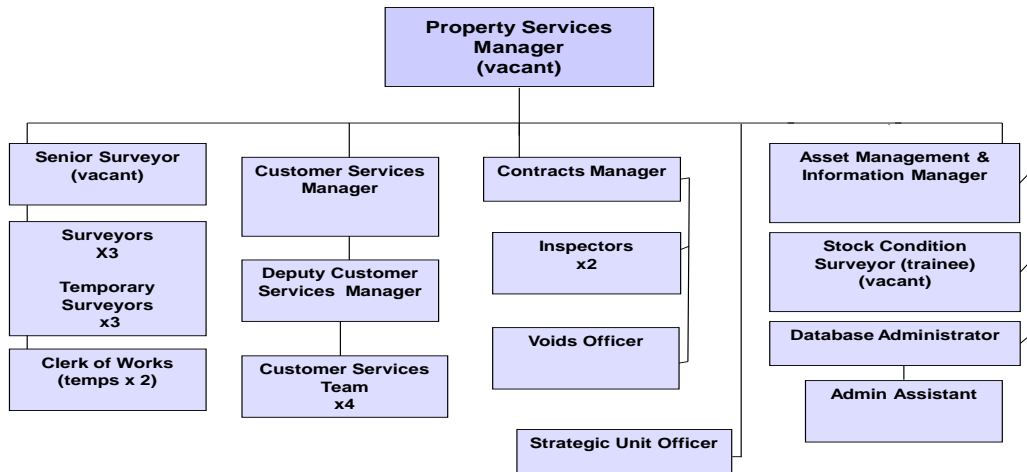 Property Services
Manager
(vacant)
Senior Surveyor
(vacant)
Surveyors
X3
Temporary
Surveyors
x3
Clerk of Works
(temps x 2)
Customer Services
Manager
Deputy Customer
Services Manager
Customer Services
Team
x4
Contracts Manager
Inspectors
x2
Voids Officer
Strategic Unit Officer
Asset Management &
Information Manager
Stock Condition
Surveyor (trainee)
(vacant)
Database Administrator
Admin Assistant